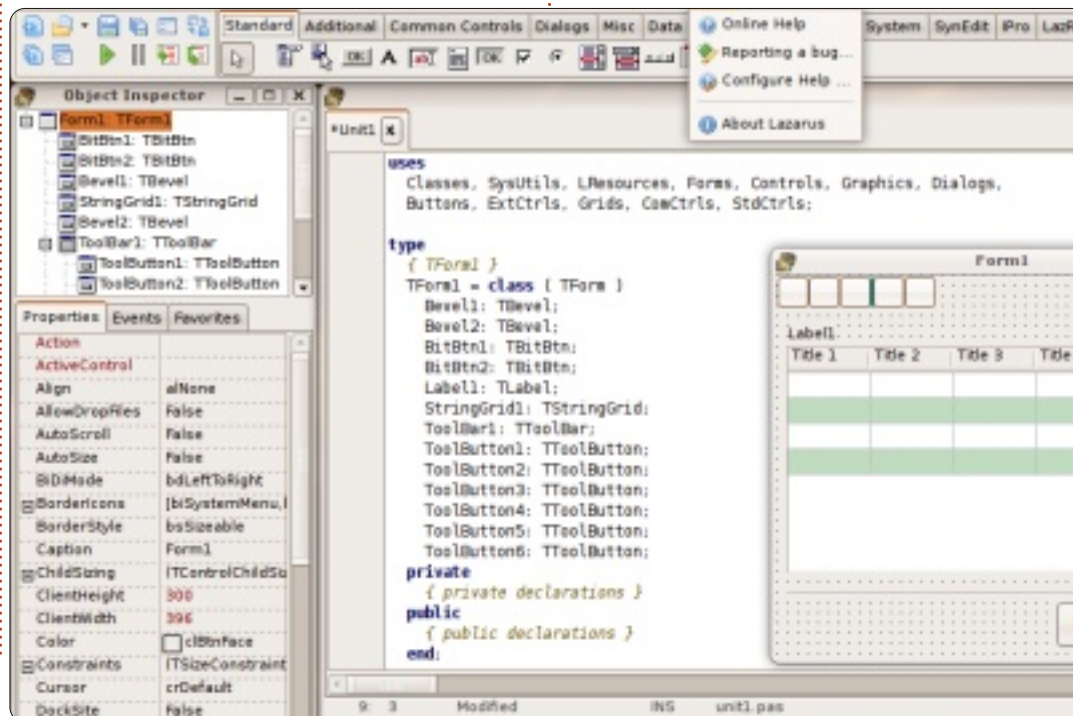 Standard Additional Common Controls Dialogs Misc Data System SynEdit IPro
Online Help
Reporting a bug...
Configure Help ...
About Lazarus
Object Inspector
Form1: TForm1
BitBtn1: TBitBtn
BitBtn2: TBitBtn
Bevel1: TBevel
StringGrid1: TStringGrid
Bevel2: TBevel
ToolBar1: TToolBar
ToolButton1: TToolButton
ToolButton2: TToolButton
Properties Events Favorites
Action
ActiveControl
Align alNone
AllowDropFiles False
AutoScroll False
AutoSize False
BiDiMode bdLeftToRight
BorderIcons [biSystemMenu,
BorderStyle bsSizeable
Caption Form1
ChildSizing (TControlChildSi
ClientHeight 300
ClientWidth 396
Color clBtnFace
Constraints (TSizeConstraint
Cursor crDefault
DockSite False
*Unit1
uses
Classes, SysUtils, LResources, Forms, Controls, Graphics, Dialogs,
Buttons, ExtCtrls, Grids, ComCtrls, StdCtrls;
type
{ TForm1 }
TForm1 = class ( TForm )
Bevel1: TBevel;
Bevel2: TBevel;
BitBtn1: TBitBtn;
BitBtn2: TBitBtn;
Label1: TLabel;
StringGrid1: TStringGrid;
ToolBar1: TToolBar;
ToolButton1: TToolButton;
ToolButton2: TToolButton;
ToolButton3: TToolButton;
ToolButton4: TToolButton;
ToolButton5: TToolButton;
ToolButton6: TToolButton;
private
{ private declarations }
public
{ public declarations }
end;
9: 3 Modified INS unit1.pas
Form1
Label1
Title 1 Title 2 Title 3 Title